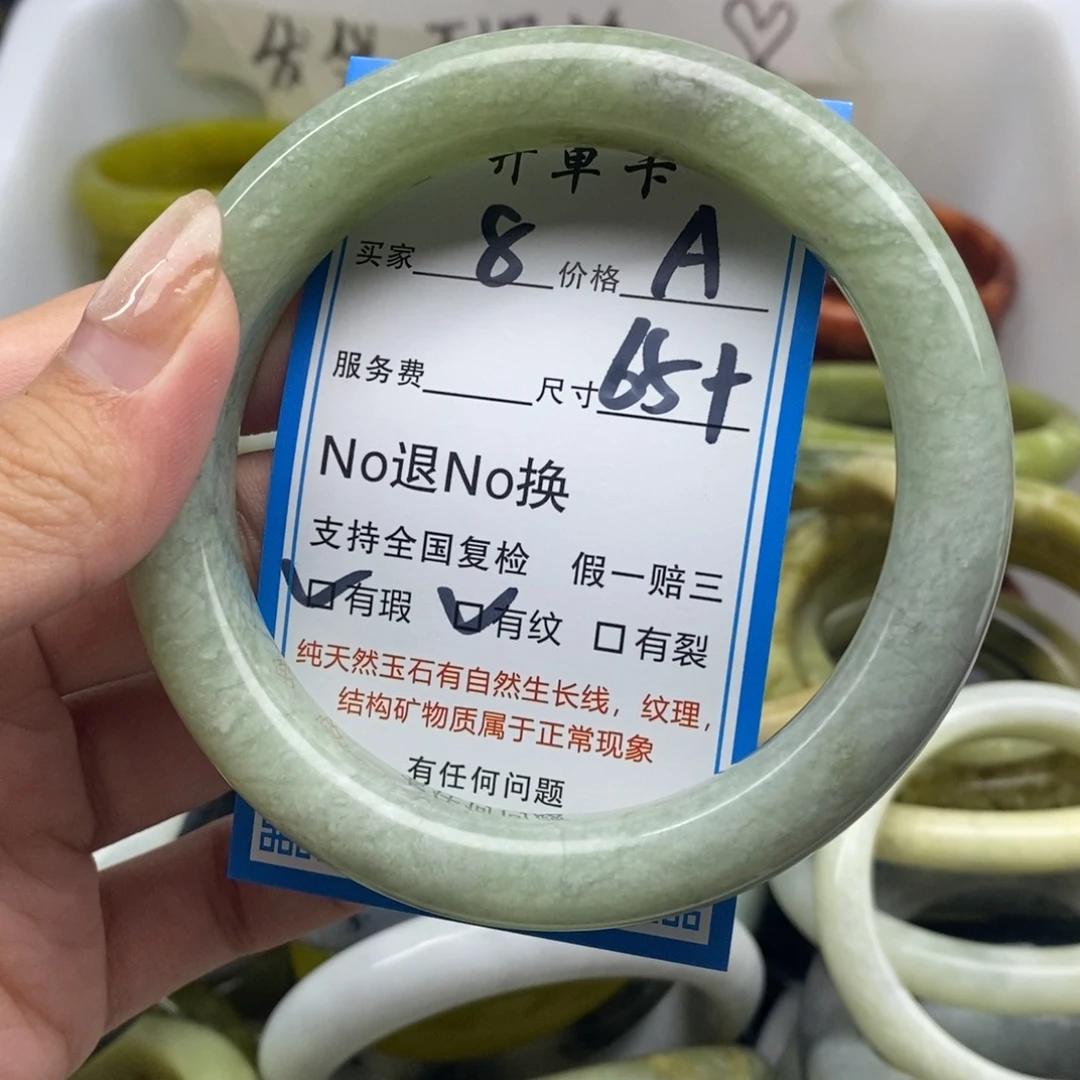 开单卡
买家 8 价格 A
服务费 尺寸 65+
No退No换
支持全国复检 假一赔三
☑有瑕 ☑有纹 □有裂
纯天然玉石有自然生长线，纹理，
结构矿物质属于正常现象
有任何问题